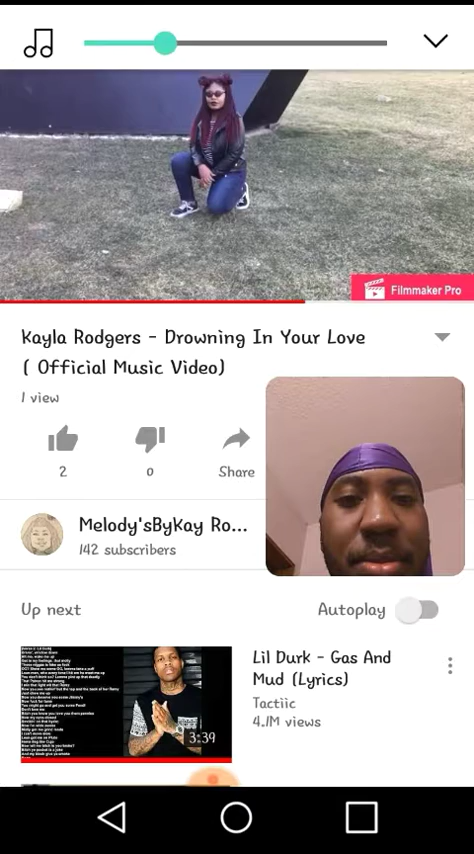 Filmmaker Pro
Kayla Rodgers - Drowning In Your Love
( Official Music Video)
1 view
2
0
Share
Melody'sByKay Ro...
142 subscribers
Up next
Autoplay
Lil Durk - Gas And
Mud (Lyrics)
Tactiic
4.1M views
3:39